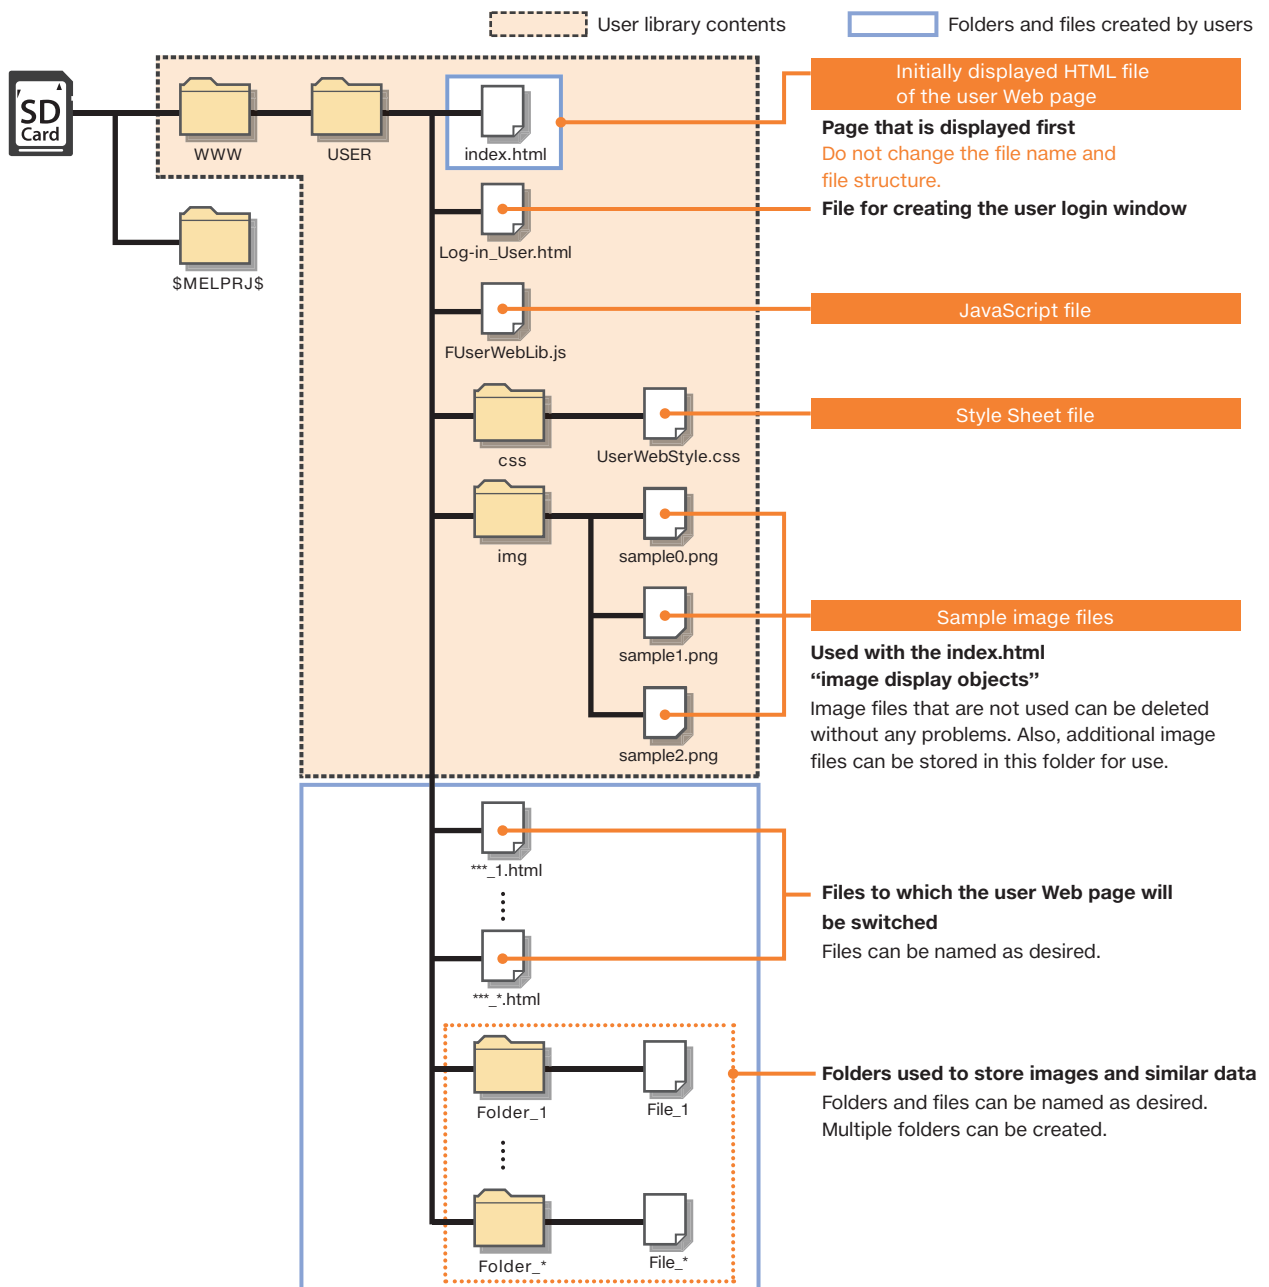 User library contents
Folders and files created by users
SD
Card
WWW
USER
index.html
Initially displayed HTML file
of the user Web page
Page that is displayed first
Do not change the file name and
file structure.
$MELPRJ$
Log-in_User.html
File for creating the user login window
FUserWebLib.js
JavaScript file
css
UserWebStyle.css
Style Sheet file
img
sample0.png
sample1.png
sample2.png
Sample image files
Used with the index.html
“image display objects”
Image files that are not used can be deleted
without any problems. Also, additional image
files can be stored in this folder for use.
***_1.html
***_*.html
Files to which the user Web page will
be switched
Files can be named as desired.
Folder_1
File_1
Folder_*
File_*
Folders used to store images and similar data
Folders and files can be named as desired.
Multiple folders can be created.